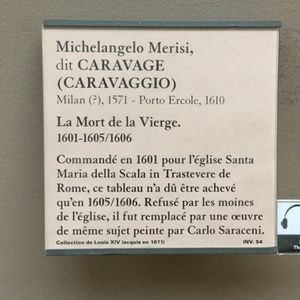 Michelangelo Merisi,
dit CARAVAGE
(CARAVAGGIO)
Milan (?), 1571 - Porto Ercole, 1610
La Mort de la Vierge.
1601-1605/1606
Commandé en 1601 pour l'église Santa
Maria della Scala in Trastevere de
Rome, ce tableau n'a dû être achevé
qu'en 1605/1606. Refusé par les moines
de l'église, il fut remplacé par une œuvre
de même sujet peinte par Carlo Saraceni.
Collection de Louis XIV (acquis en 1671)
INV. 54